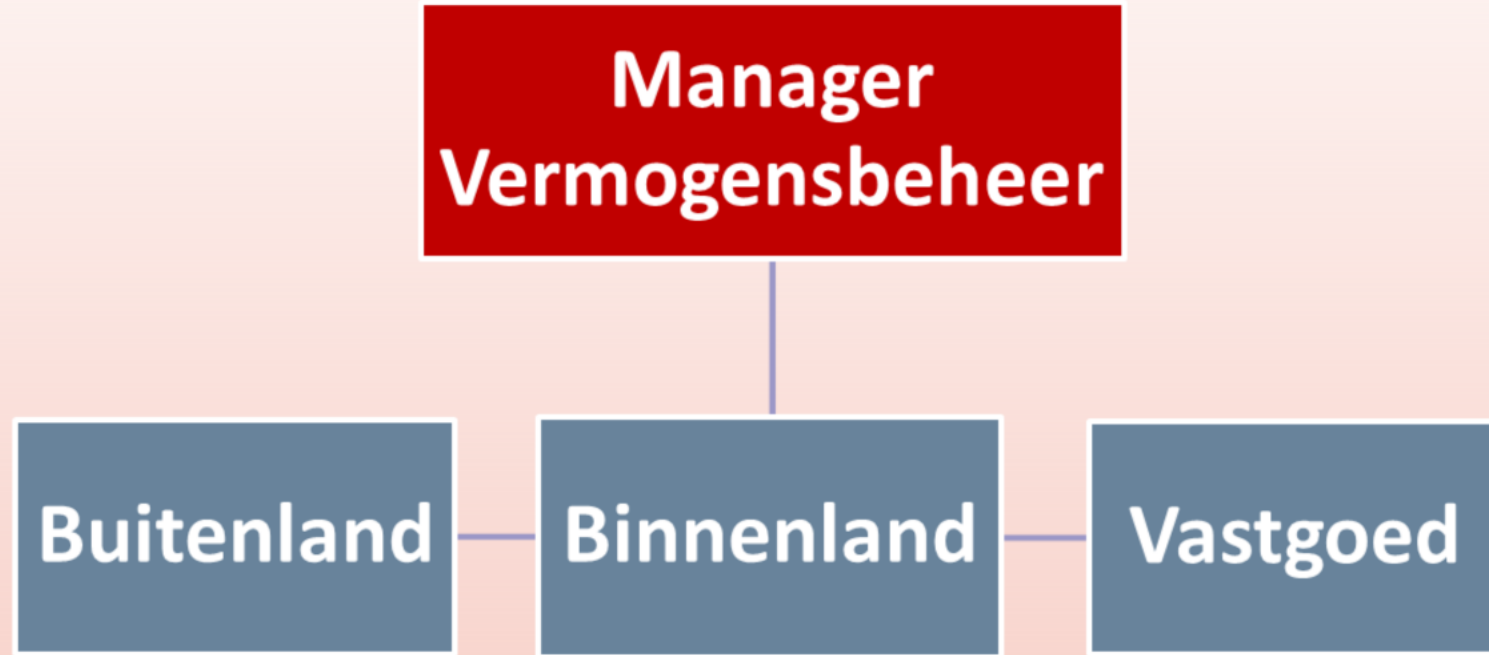 Manager
Vermogensbeheer
Buitenland
Binnenland
Vastgoed